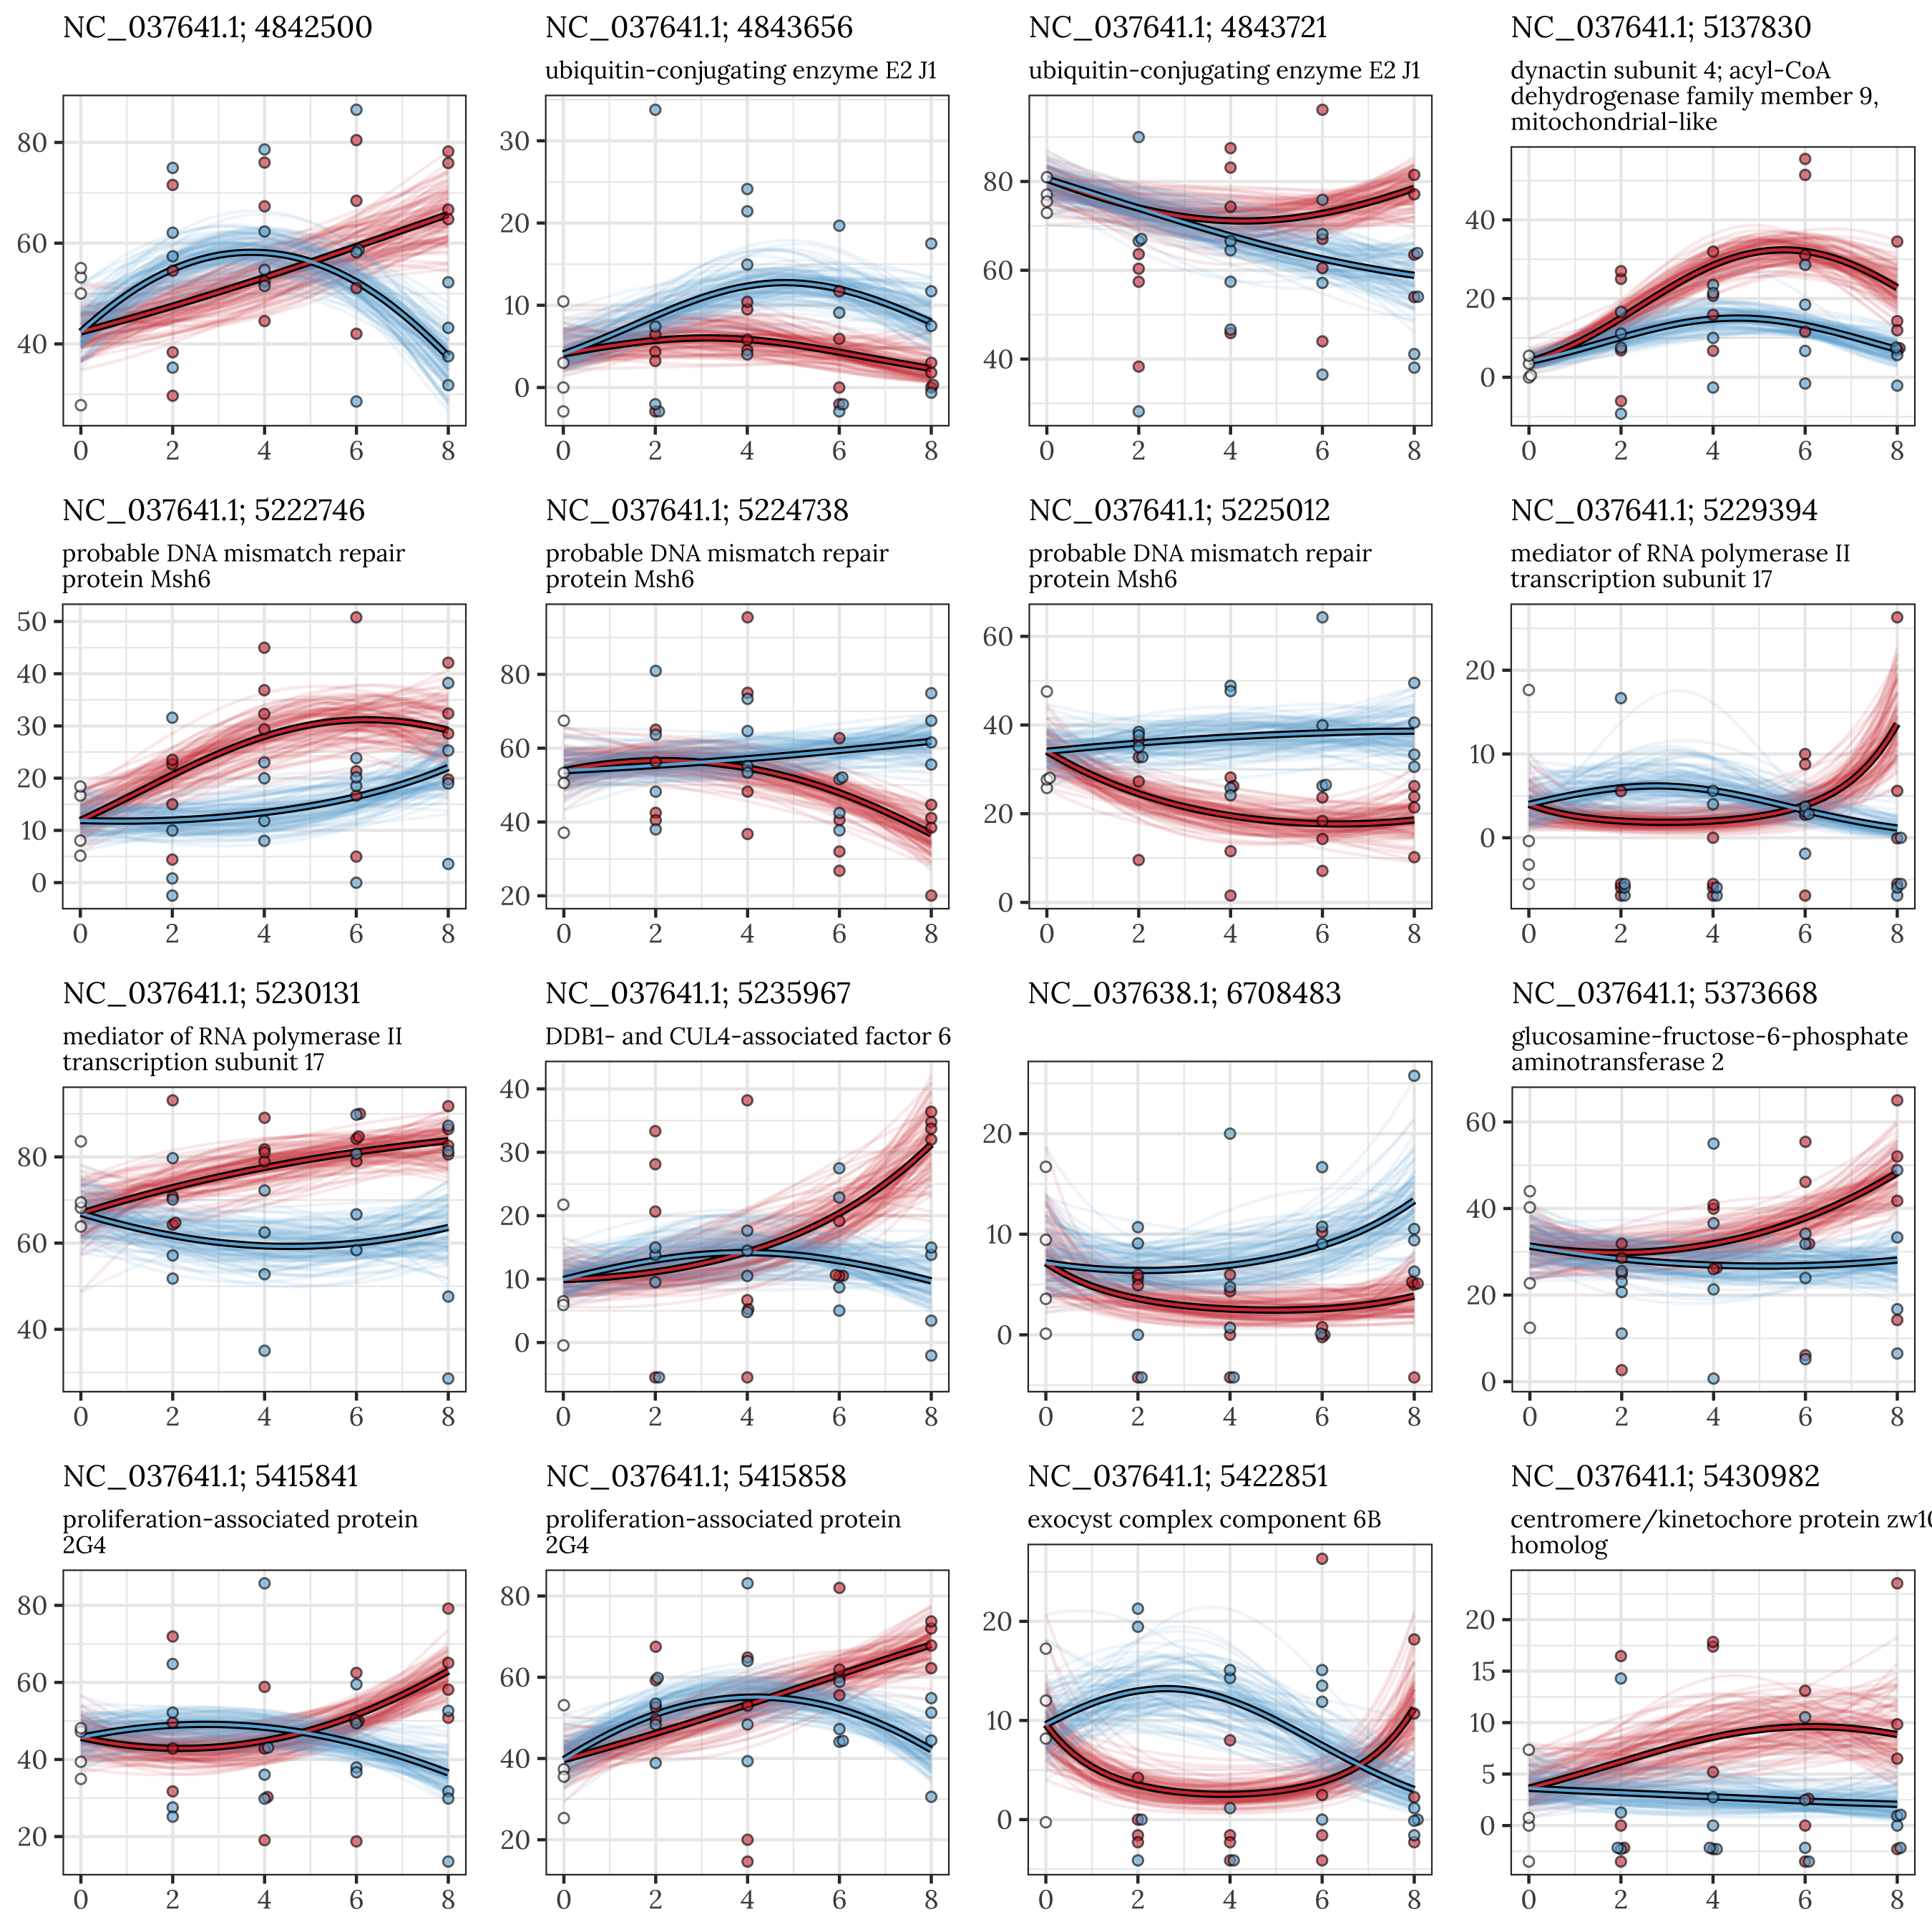 NC_037641.1; 4842500
80
60
40
0 2 4 6 8
NC_037641.1; 4843656
ubiquitin-conjugating enzyme E2 J1
30
20
10
0
0 2 4 6 8
NC_037641.1; 4843721
ubiquitin-conjugating enzyme E2 J1
80
60
40
0 2 4 6 8
NC_037641.1; 5137830
dynactin subunit 4; acyl-CoA
dehydrogenase family member 9,
mitochondrial-like
40
20
0
0 2 4 6 8
NC_037641.1; 5222746
probable DNA mismatch repair
protein Msh6
50
40
30
20
10
0
0 2 4 6 8
NC_037641.1; 5224738
probable DNA mismatch repair
protein Msh6
80
60
40
20
0 2 4 6 8
NC_037641.1; 5225012
probable DNA mismatch repair
protein Msh6
60
40
20
0
0 2 4 6 8
NC_037641.1; 5229394
mediator of RNA polymerase II
transcription subunit 17
20
10
0
0 2 4 6 8
NC_037641.1; 5230131
mediator of RNA polymerase II
transcription subunit 17
80
60
40
0 2 4 6 8
NC_037641.1; 5235967
DDB1- and CUL4-associated factor 6
40
30
20
10
0
0 2 4 6 8
NC_037638.1; 6708483
20
10
0
0 2 4 6 8
NC_037641.1; 5373668
glucosamine-fructose-6-phosphate
aminotransferase 2
60
40
20
0
0 2 4 6 8
NC_037641.1; 5415841
proliferation-associated protein
2G4
80
60
40
20
0 2 4 6 8
NC_037641.1; 5415858
proliferation-associated protein
2G4
80
60
40
20
0 2 4 6 8
NC_037641.1; 5422851
exocyst complex component 6B
20
10
0
0 2 4 6 8
NC_037641.1; 5430982
centromere/kinetochore protein zw10
homolog
20
15
10
5
0
0 2 4 6 8